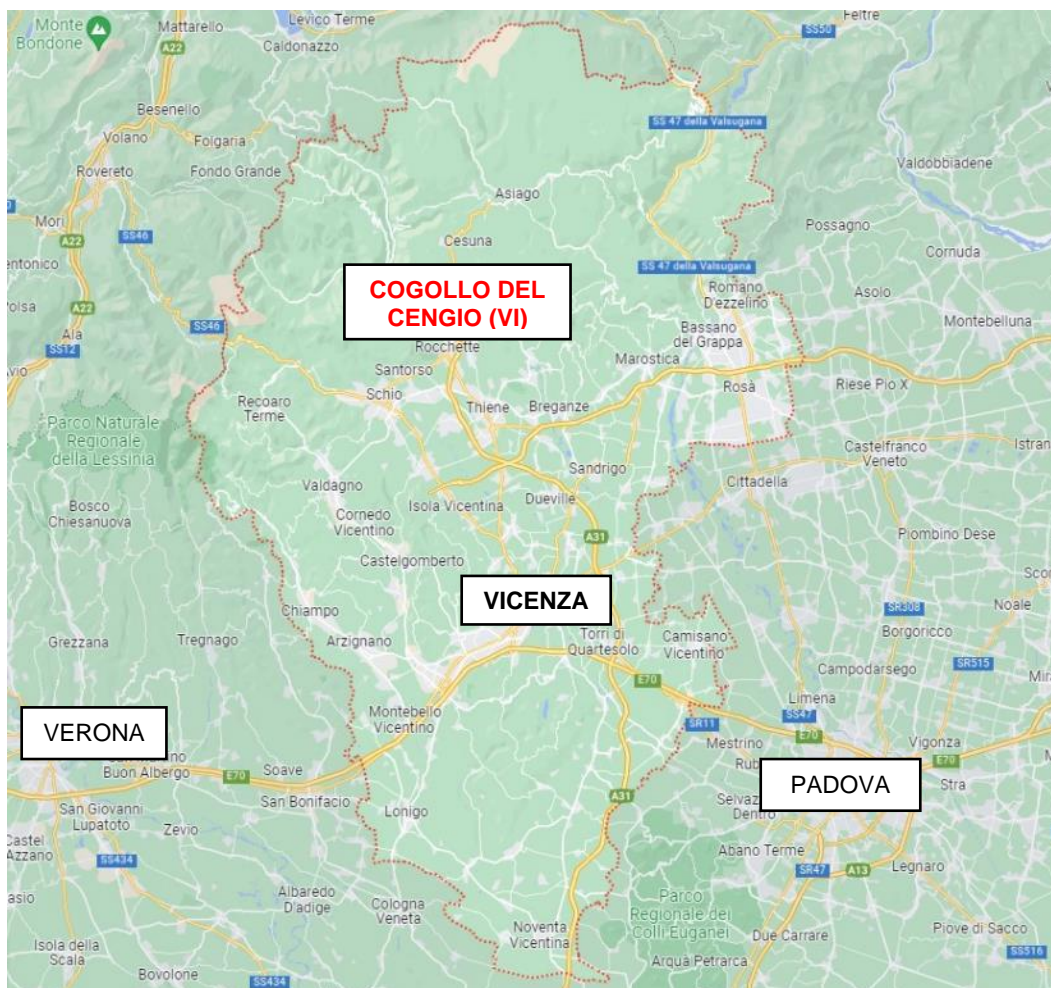 Monte
Bondone
Mattarello
A22
Levico Terme
Caldonazzo
SS50
Feltre
Besenello
Folgaria
Volano
Rovereto
Fondo Grande
SS 47 della Valsugana
Valdobbiadene
Asiago
Mori
A22
SS46
Cesuna
Possagno
Cornuda
SS 47 della Valsugana
Romano
D'ezzelino
Asolo
COGOLLO DEL
CENGIO (VI)
A22
Ala
SS12
SS46
Rocchette
Santorso
Schio
Marostica
Bassano
del Grappa
Montebelluna
Recoaro
Terme
Thiene
Breganze
Rosà
Riese Pio X
Parco Naturale
Regionale
della Lessinia
Castelfranco
Veneto
Sandrigo
Cittadella
Valdagno
Bosco
Chiesanuova
Isola Vicentina
Dueville
Cornedo
Vicentino
A31
Piombino Dese
Castelgomberto
VICENZA
Chiampo
SR308
Noale
Grezzana
Tregnago
Arzignano
Torri di
Quartesolo
Camisano
Vicentino
Borgoricco
SR515
Campodarsego
E70
Limena
Montebello
Vicentino
SR11
SS47
VERONA
Mestrino
E70
Vigonza
E70
Buon Albergo
E70
Soave
San Bonifacio
PADOVA
Stra
A31
San Giovanni
Lupatoto
Zevio
Lonigo
Dentro
Abano Terme
SS434
SR47
A13
Legnaro
Albaredo
D'adige
Cologna
Veneta
Parco
Regionale dei
Colli Euganei
Noventa
Vicentina
Due Carrare
Piove di Sacco
Isola della
Scala
Bovolone
SS434
Arquà Petrarca
SS516